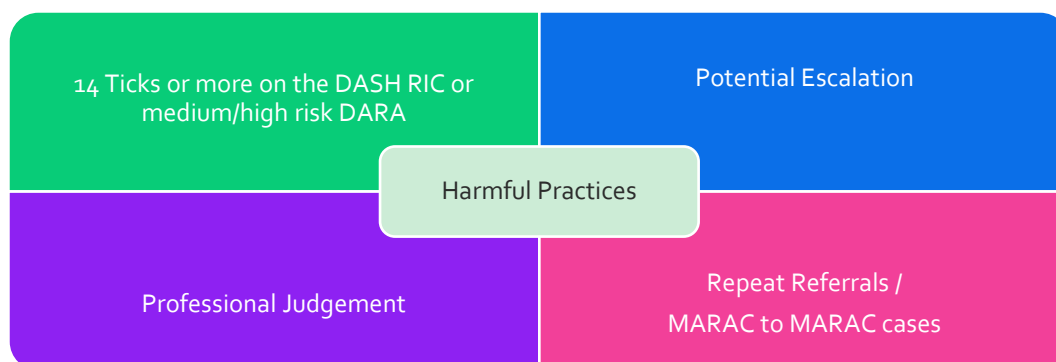 14 Ticks or more on the DASH RIC or
medium/high risk DARA
Potential Escalation
Harmful Practices
Professional Judgement
Repeat Referrals /
MARAC to MARAC cases